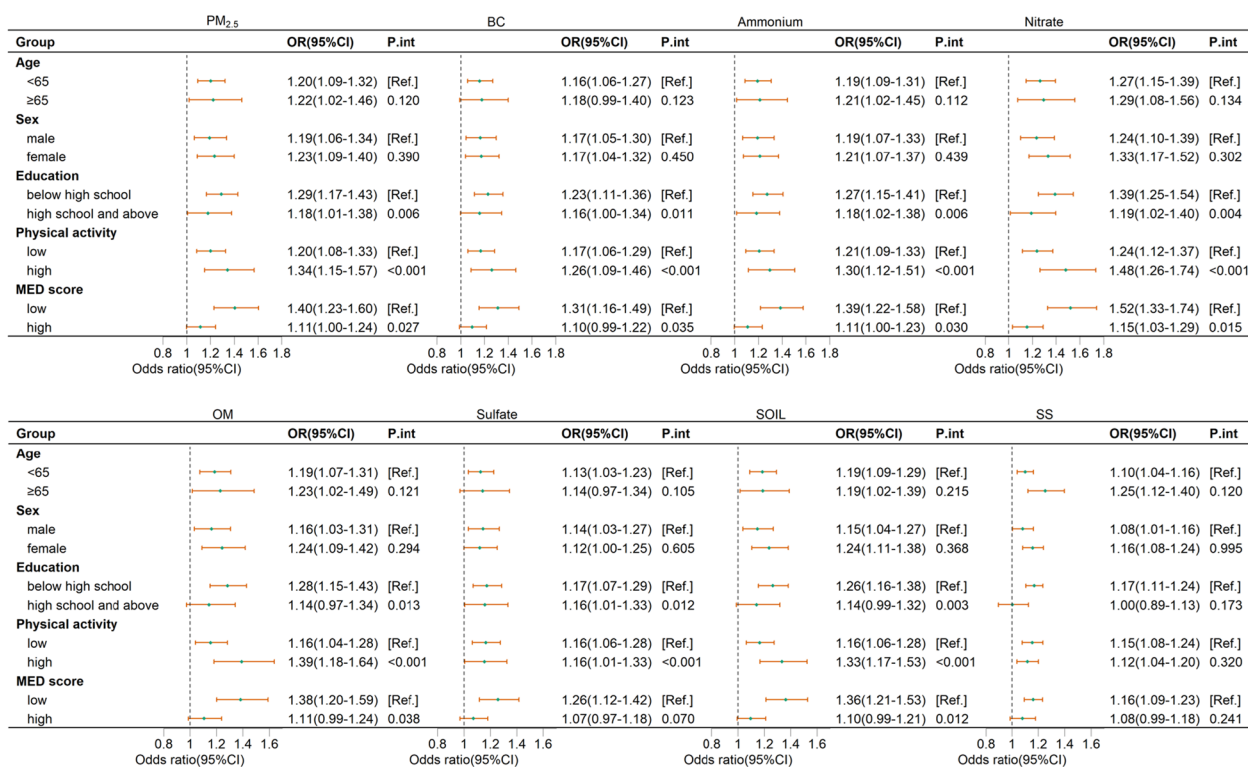 PM2.5 BC Ammonium Nitrate
Group OR(95%CI) P.int OR(95%CI) P.int OR(95%CI) P.int OR(95%CI) P.int
Age
<65 1.20(1.09-1.32) [Ref.] 1.16(1.06-1.27) [Ref.] 1.19(1.09-1.31) [Ref.] 1.27(1.15-1.39) [Ref.]
≥65 1.22(1.02-1.46) 0.120 1.18(0.99-1.40) 0.123 1.21(1.02-1.45) 0.112 1.29(1.08-1.56) 0.134
Sex
male 1.19(1.06-1.34) [Ref.] 1.17(1.05-1.30) [Ref.] 1.19(1.07-1.33) [Ref.] 1.24(1.10-1.39) [Ref.]
female 1.23(1.09-1.40) 0.390 1.17(1.04-1.32) 0.450 1.21(1.07-1.37) 0.439 1.33(1.17-1.52) 0.302
Education
below high school 1.29(1.17-1.43) [Ref.] 1.23(1.11-1.36) [Ref.] 1.27(1.15-1.41) [Ref.] 1.39(1.25-1.54) [Ref.]
high school and above 1.18(1.01-1.38) 0.006 1.16(1.00-1.34) 0.011 1.18(1.02-1.38) 0.006 1.19(1.02-1.40) 0.004
Physical activity
low 1.20(1.08-1.33) [Ref.] 1.17(1.06-1.29) [Ref.] 1.21(1.09-1.33) [Ref.] 1.24(1.12-1.37) [Ref.]
high 1.34(1.15-1.57) <0.001 1.26(1.09-1.46) <0.001 1.30(1.12-1.51) <0.001 1.48(1.26-1.74) <0.001
MED score
low 1.40(1.23-1.60) [Ref.] 1.31(1.16-1.49) [Ref.] 1.39(1.22-1.58) [Ref.] 1.52(1.33-1.74) [Ref.]
high 1.11(1.00-1.24) 0.027 1.10(0.99-1.22) 0.035 1.11(1.00-1.23) 0.030 1.15(1.03-1.29) 0.015
0.8 1 1.2 1.4 1.6 1.8 0.8 1 1.2 1.4 1.6 1.8 0.8 1 1.2 1.4 1.6 1.8 0.8 1 1.2 1.4 1.6 1.8
Odds ratio(95%CI) Odds ratio(95%CI) Odds ratio(95%CI) Odds ratio(95%CI)
OM Sulfate SOIL SS
Group OR(95%CI) P.int OR(95%CI) P.int OR(95%CI) P.int OR(95%CI) P.int
Age
<65 1.19(1.07-1.31) [Ref.] 1.13(1.03-1.23) [Ref.] 1.19(1.09-1.29) [Ref.] 1.10(1.04-1.16) [Ref.]
≥65 1.23(1.02-1.49) 0.121 1.14(0.97-1.34) 0.105 1.19(1.02-1.39) 0.215 1.25(1.12-1.40) 0.120
Sex
male 1.16(1.03-1.31) [Ref.] 1.14(1.03-1.27) [Ref.] 1.15(1.04-1.27) [Ref.] 1.08(1.01-1.16) [Ref.]
female 1.24(1.09-1.42) 0.294 1.12(1.00-1.25) 0.605 1.24(1.11-1.38) 0.368 1.16(1.08-1.24) 0.995
Education
below high school 1.28(1.15-1.43) [Ref.] 1.17(1.07-1.29) [Ref.] 1.26(1.16-1.38) [Ref.] 1.17(1.11-1.24) [Ref.]
high school and above 1.14(0.97-1.34) 0.013 1.16(1.01-1.33) 0.012 1.14(0.99-1.32) 0.003 1.00(0.89-1.13) 0.173
Physical activity
low 1.16(1.04-1.28) [Ref.] 1.16(1.06-1.28) [Ref.] 1.16(1.06-1.28) [Ref.] 1.15(1.08-1.24) [Ref.]
high 1.39(1.18-1.64) <0.001 1.16(1.01-1.33) <0.001 1.33(1.17-1.53) <0.001 1.12(1.04-1.20) 0.320
MED score
low 1.38(1.20-1.59) [Ref.] 1.26(1.12-1.42) [Ref.] 1.36(1.21-1.53) [Ref.] 1.16(1.09-1.23) [Ref.]
high 1.11(0.99-1.24) 0.038 1.07(0.97-1.18) 0.070 1.10(0.99-1.21) 0.012 1.08(0.99-1.18) 0.241
0.8 1 1.2 1.4 1.6 0.8 1 1.2 1.4 1.6 0.8 1 1.2 1.4 1.6 0.8 1 1.2 1.4 1.6
Odds ratio(95%CI) Odds ratio(95%CI) Odds ratio(95%CI) Odds ratio(95%CI)